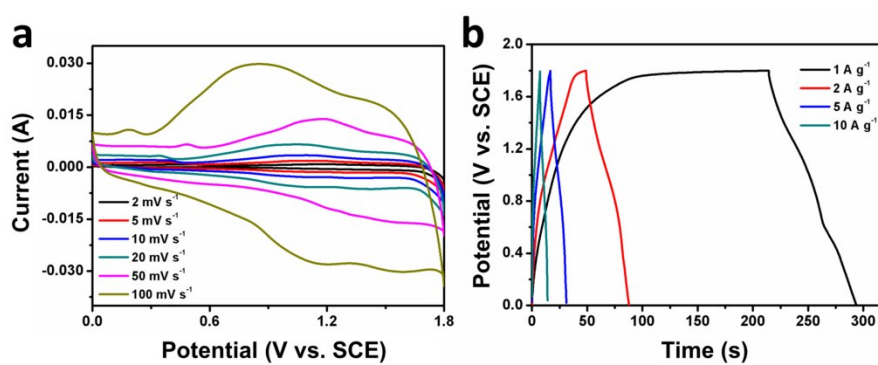 a
Current (A)
0.030
0.015
0.000
-0.015
-0.030
2 mV s⁻¹
5 mV s⁻¹
10 mV s⁻¹
20 mV s⁻¹
50 mV s⁻¹
100 mV s⁻¹
0.0 0.6 1.2 1.8
Potential (V vs. SCE)
b
Potential (V vs. SCE)
2.0
1.6
1.2
0.8
0.4
0.0
1 A g⁻¹
2 A g⁻¹
5 A g⁻¹
10 A g⁻¹
0 50 100 150 200 250 300
Time (s)